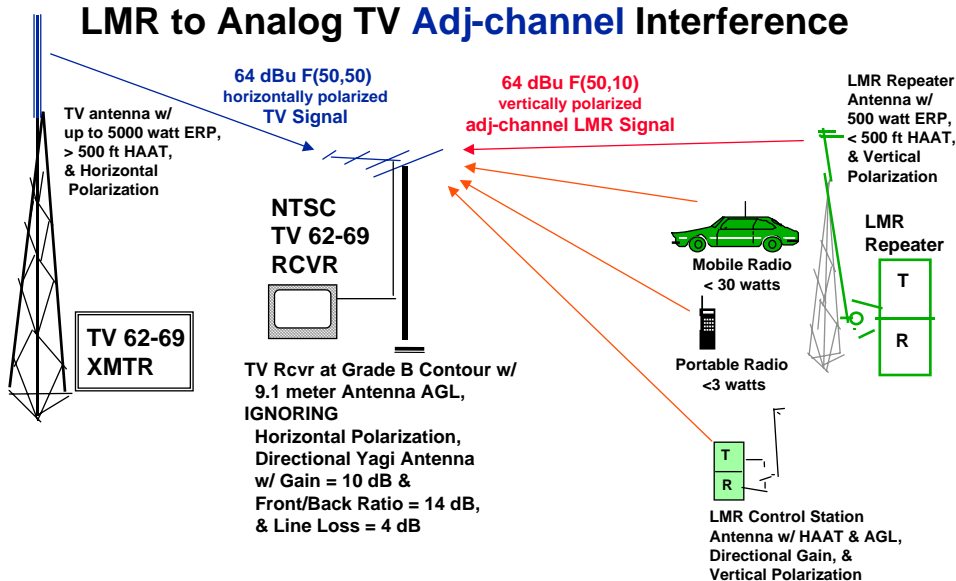 LMR to Analog TV Adj-channel Interference
64 dBu F(50,50)
horizontally polarized
TV Signal
64 dBu F(50,10)
vertically polarized
adj-channel LMR Signal
LMR Repeater
Antenna w/
500 watt ERP,
< 500 ft HAAT,
& Vertical
Polarization
TV antenna w/
up to 5000 watt ERP,
> 500 ft HAAT,
& Horizontal
Polarization
NTSC
TV 62-69
RCVR
LMR
Repeater
T
R
Mobile Radio
< 30 watts
Portable Radio
<3 watts
TV 62-69
XMTR
TV Rcvr at Grade B Contour w/
9.1 meter Antenna AGL,
IGNORING
Horizontal Polarization,
Directional Yagi Antenna
w/ Gain = 10 dB &
Front/Back Ratio = 14 dB,
& Line Loss = 4 dB
T
R
LMR Control Station
Antenna w/ HAAT & AGL,
Directional Gain, &
Vertical Polarization